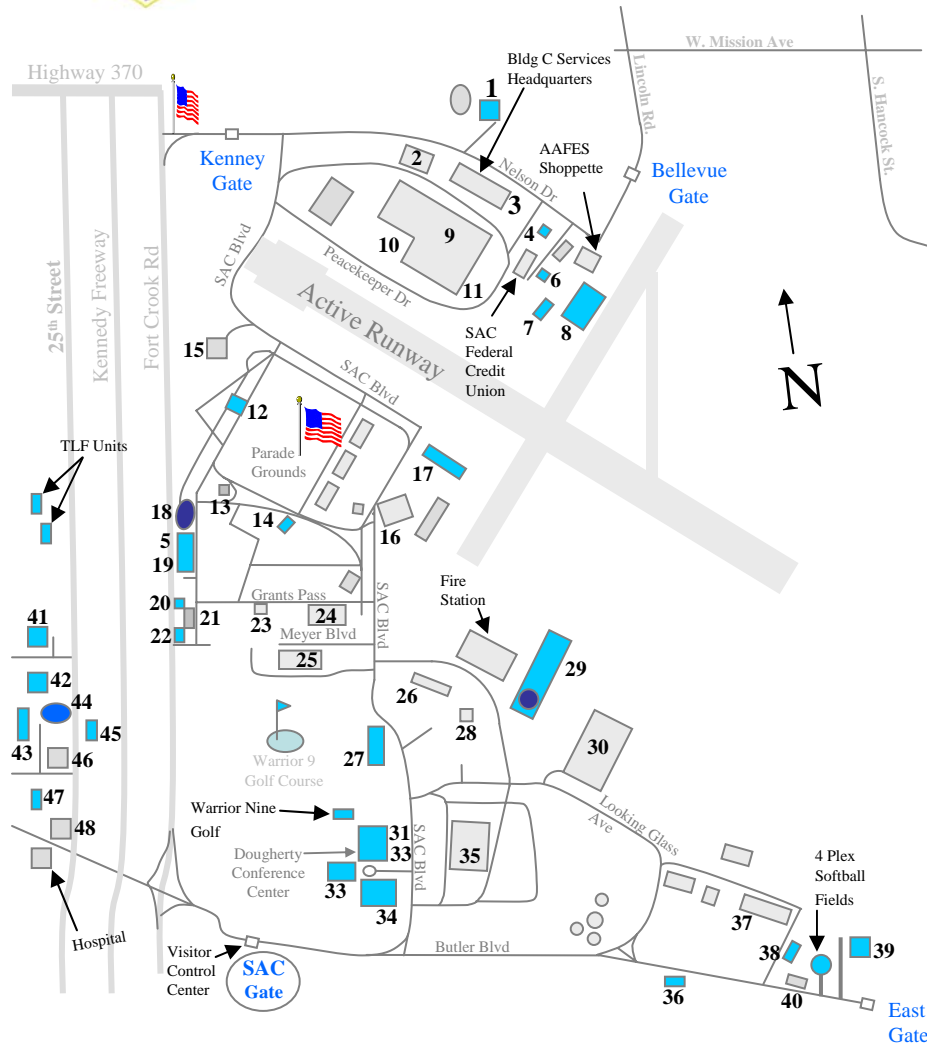 W. Mission Ave
Highway 370
Bldg C Services
Headquarters
Lincoln Rd.
S. Hancock St.
1
AAFES
Shoppette
Kenney
Gate
2
Nelson Dr
Bellevue
Gate
3
SAC Blvd
4
9
10
6
Peacekeeper Dr
11
7
8
25th Street
Kennedy Freeway
Fort Crook Rd
Active Runway
SAC
Federal
Credit
Union
N
15
SAC Blvd
12
TLF Units
Parade
Grounds
17
13
18
14
16
5
19
Fire
Station
Grants Pass
SAC Blvd
20
21
23
24
41
22
Meyer Blvd
25
29
42
26
44
28
43
45
27
30
46
Warrior 9
Golf Course
47
Warrior Nine
Golf
Looking Glass
Ave
48
31
33
SAC Blvd
35
Dougherty
Conference
Center
4 Plex
Softball
Fields
33
34
37
Hospital
Visitor
Control
Center
SAC
Gate
Butler Blvd
38
39
36
40
East
Gate